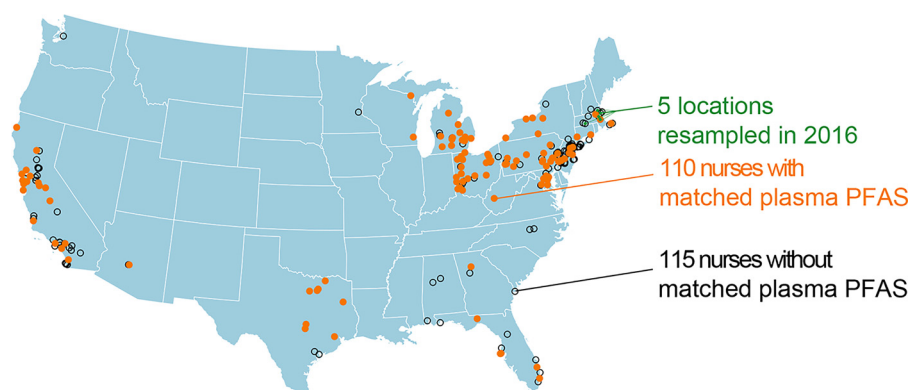 5 locations
resampled in 2016
110 nurses with
matched plasma PFAS
115 nurses without
matched plasma PFAS